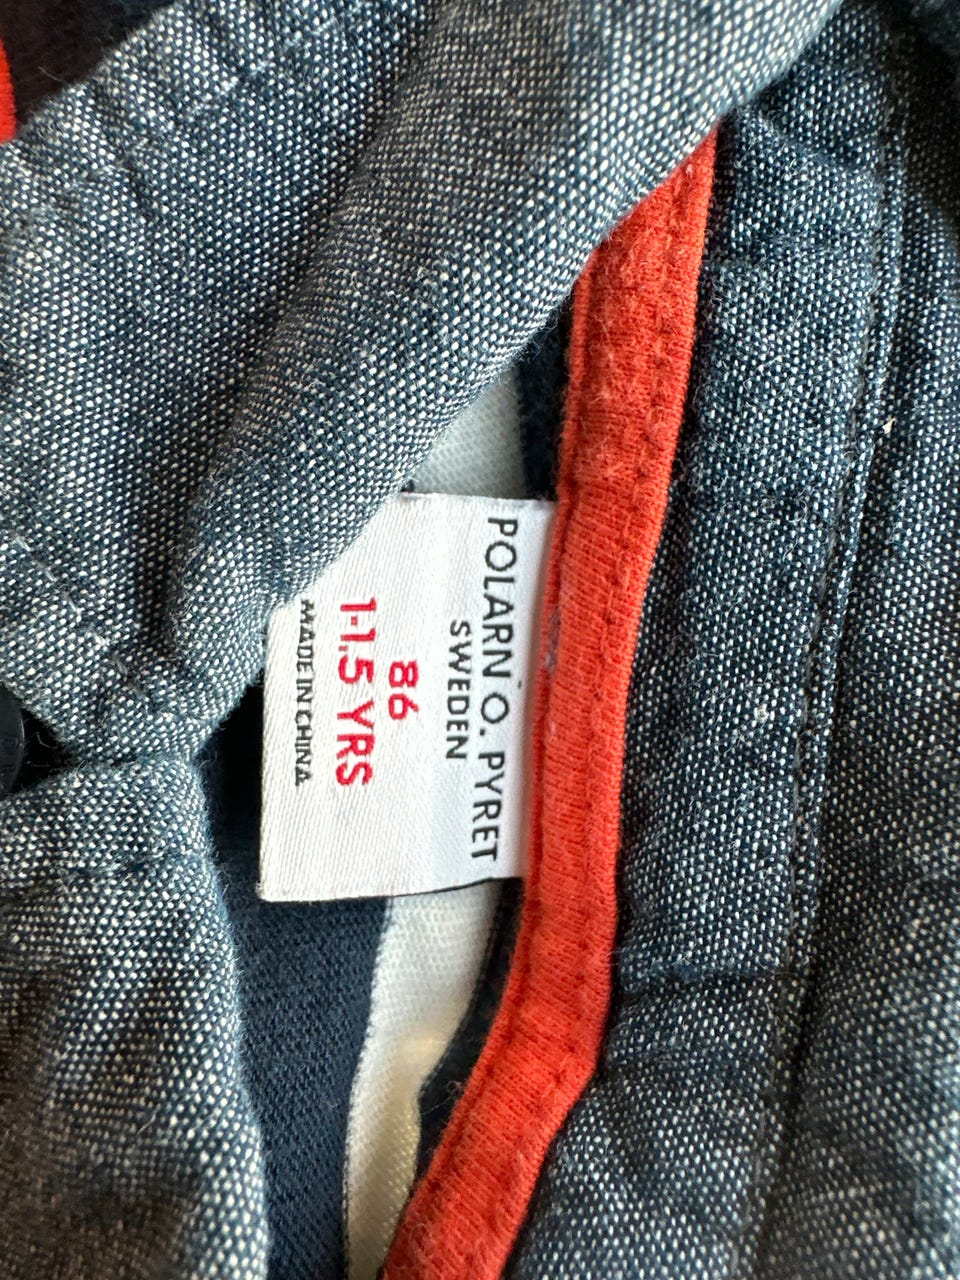 POLARN O. PYRET
SWEDEN
86
1-1,5 YRS
MADE IN CHINA